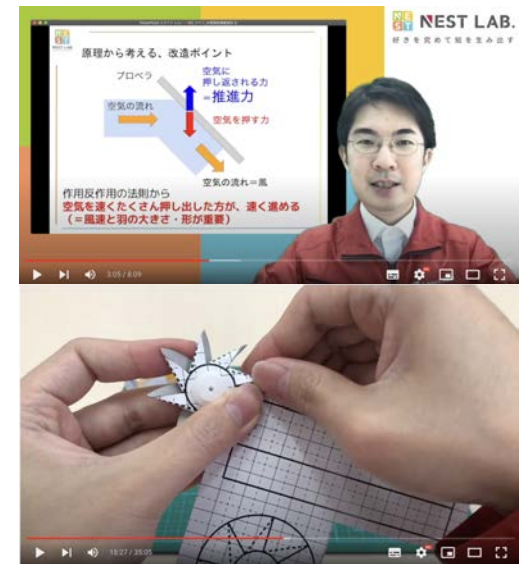 NEST LAB.
好きを究めて知を生み出す
原理から考える、改造ポイント
プロペラ
空気に
押し返される力
=推進力
空気の流れ
空気を押す力
空気の流れ=風
作用反作用の法則から
空気を速くたくさん押し出した方が、速く進める
(=風速と羽の大きさ・形が重要)
3:05 / 8:09
18:27 / 35:05